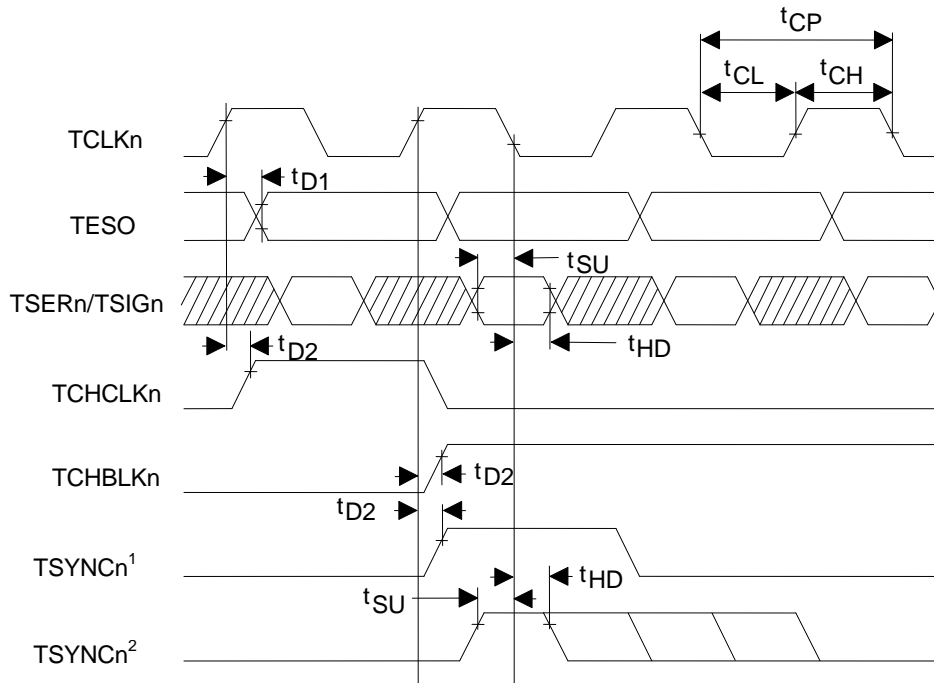 tCP
tCL tCH
TCLKn
tD1
TESO
tSU
TSERn/TSIGn
tD2 tHD
TCHCLKn
TCHBLKn tD2
tD2
TSYNCn1
tHD
tSU
TSYNCn2